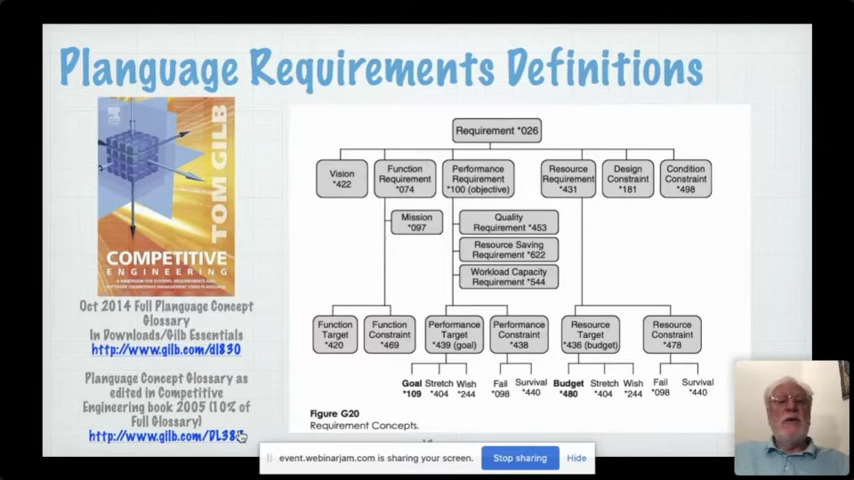 Planguage Requirements Definitions
TOM GILB
COMPETITIVE
ENGINEERING
Oct 2014 Full Planguage Concept
Glossary
In Downloads/Gilb Essentials
http://www.gilb.com/dl830
Planguage Concept Glossary as
edited in Competitive
Engineering book 2005 (10% of
Full Glossary)
Requirement *026
Vision
*422
Function
Requirement
*074
Performance
Requirement
*100 (objective)
Resource
Requirement
*431
Design
Constraint
*181
Condition
Constraint
*498
Mission
*097
Quality
Requirement *453
Resource Saving
Requirement *622
Workload Capacity
Requirement *544
Function
Target
*420
Function
Constraint
*469
Performance
Target
*439 (goal)
Performance
Constraint
*438
Resource
Target
*436 (budget)
Resource
Constraint
*478
Goal
*109
Stretch
*404
Wish
*244
Fail
*098
Survival
*440
Budget
*480
Stretch
*404
Wish
*244
Fail
*098
Survival
*440
Figure G20
Requirement Concepts.
event.webinarjam.com is sharing your screen.
Stop sharing
Hide